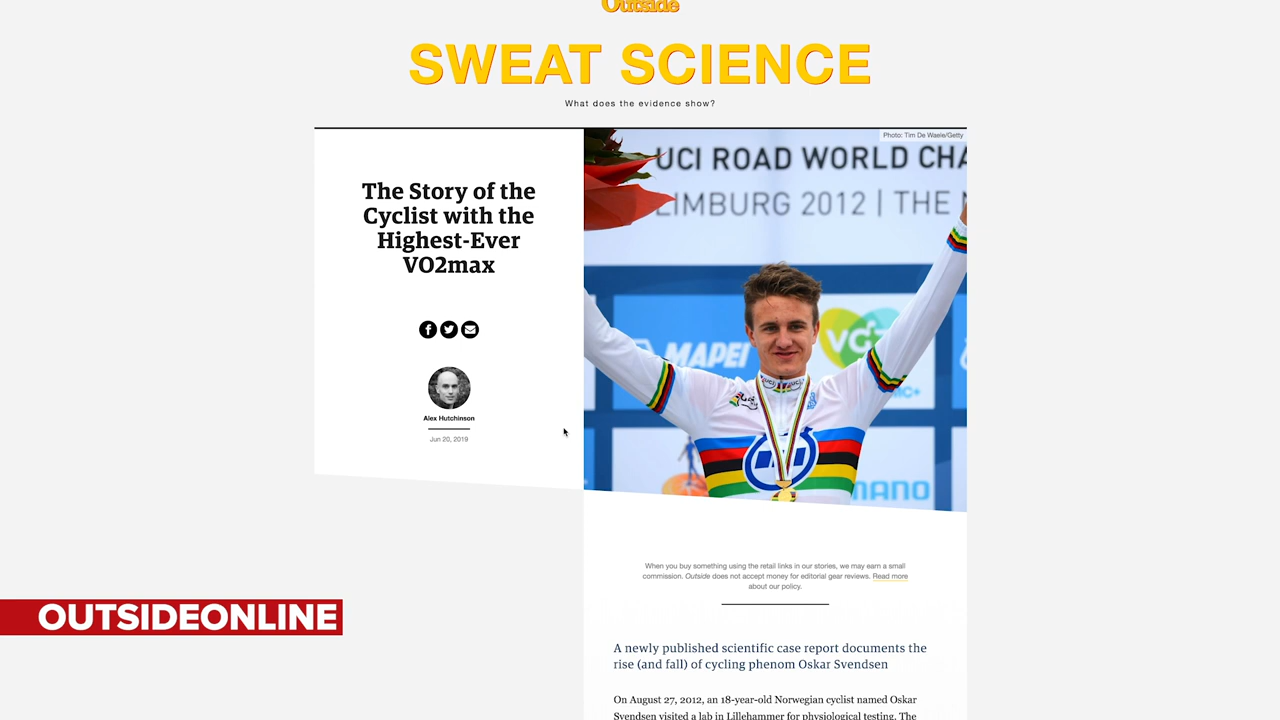 Outside
SWEAT SCIENCE
What does the evidence show?
Photo: Tim De Waele/Getty
UCI ROAD WORLD CHA
LIMBURG 2012 | THE N
The Story of the
Cyclist with the
Highest-Ever
VO2max
MAPEI
Alex Hutchinson
Jun 20, 2019
MANO
When you buy something using the retail links in our stories, we may earn a small
commission. Outside does not accept money for editorial gear reviews. Read more
about our policy.
OUTSIDEONLINE
A newly published scientific case report documents the
rise (and fall) of cycling phenom Oskar Svendsen
On August 27, 2012, an 18-year-old Norwegian cyclist named Oskar
Svendsen visited a lab in Lillehammer for physiological testing. The